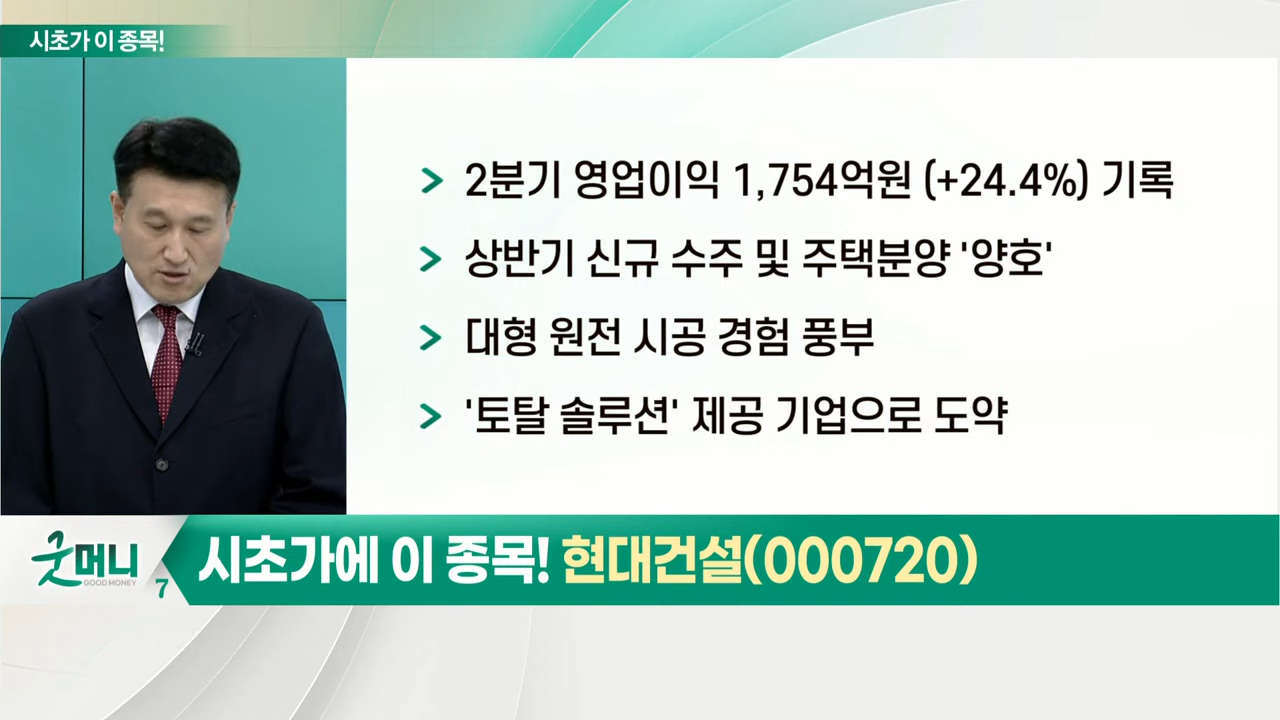 시초가 이 종목!
> 2분기 영업이익 1,754억원 (+24.4%) 기록
> 상반기 신규 수주 및 주택분양 '양호'
> 대형 원전 시공 경험 풍부
> '토탈 솔루션' 제공 기업으로 도약
굿머니
GOOD MONEY
7
시초가에 이 종목! 현대건설(000720)